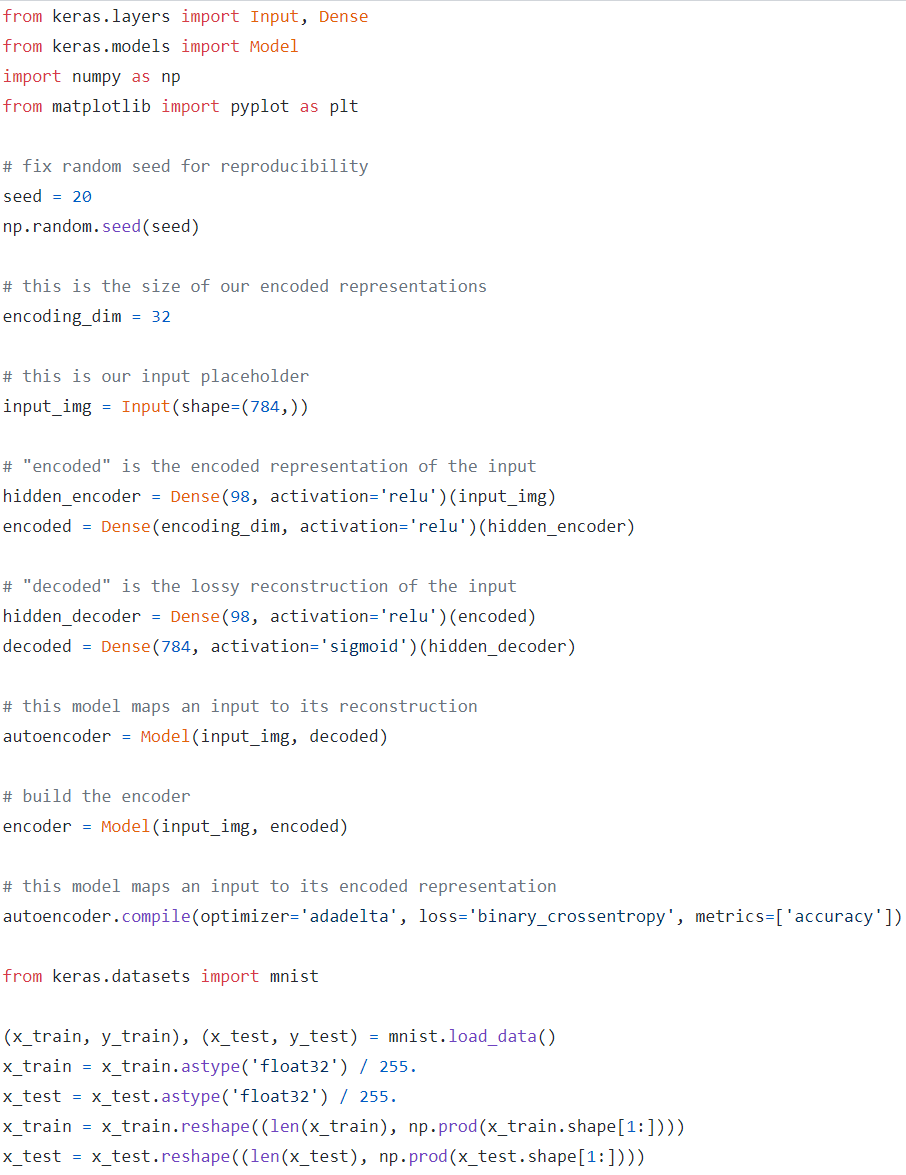 from keras.layers import Input, Dense
from keras.models import Model
import numpy as np
from matplotlib import pyplot as plt
# fix random seed for reproducibility
seed = 20
np.random.seed(seed)
# this is the size of our encoded representations
encoding_dim = 32
# this is our input placeholder
input_img = Input(shape=(784,))
# "encoded" is the encoded representation of the input
hidden_encoder = Dense(98, activation='relu')(input_img)
encoded = Dense(encoding_dim, activation='relu')(hidden_encoder)
# "decoded" is the lossy reconstruction of the input
hidden_decoder = Dense(98, activation='relu')(encoded)
decoded = Dense(784, activation='sigmoid')(hidden_decoder)
# this model maps an input to its reconstruction
autoencoder = Model(input_img, decoded)
# build the encoder
encoder = Model(input_img, encoded)
# this model maps an input to its encoded representation
autoencoder.compile(optimizer='adadelta', loss='binary_crossentropy', metrics=['accuracy'])
from keras.datasets import mnist
(x_train, y_train), (x_test, y_test) = mnist.load_data()
x_train = x_train.astype('float32') / 255.
x_test = x_test.astype('float32') / 255.
x_train = x_train.reshape((len(x_train), np.prod(x_train.shape[1:])))
x_test = x_test.reshape((len(x_test), np.prod(x_test.shape[1:])))